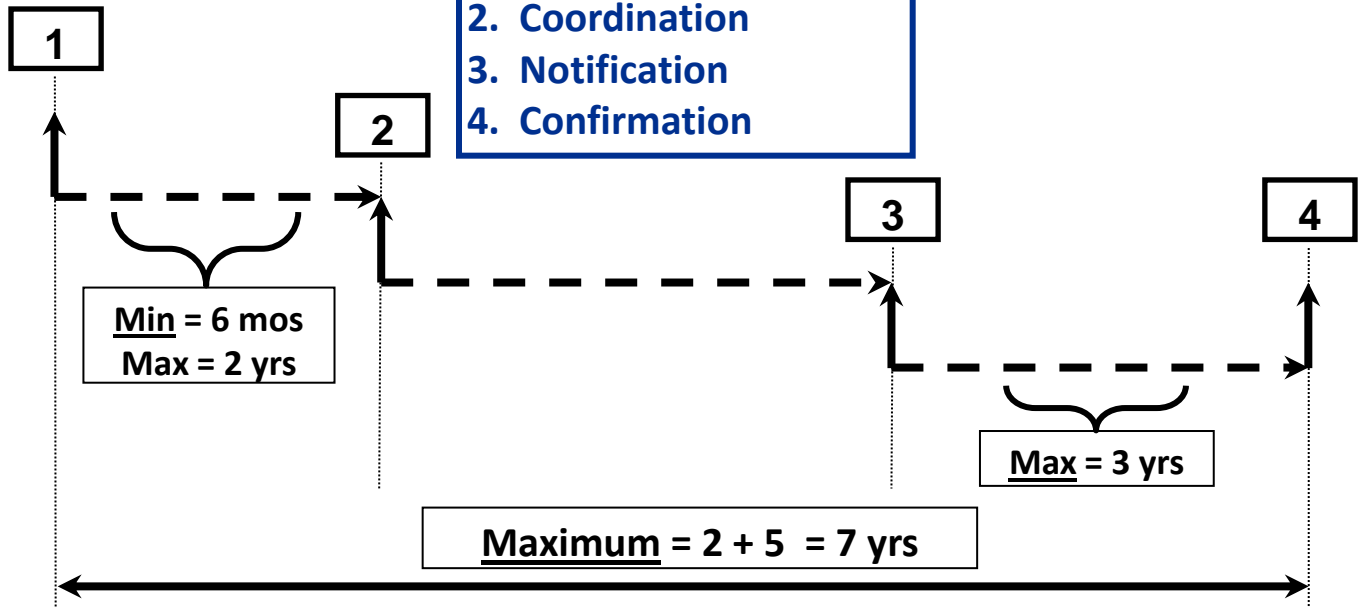 1
2. Coordination
3. Notification
4. Confirmation
2
3
4
Min = 6 mos
Max = 2 yrs
Max = 3 yrs
Maximum = 2 + 5 = 7 yrs